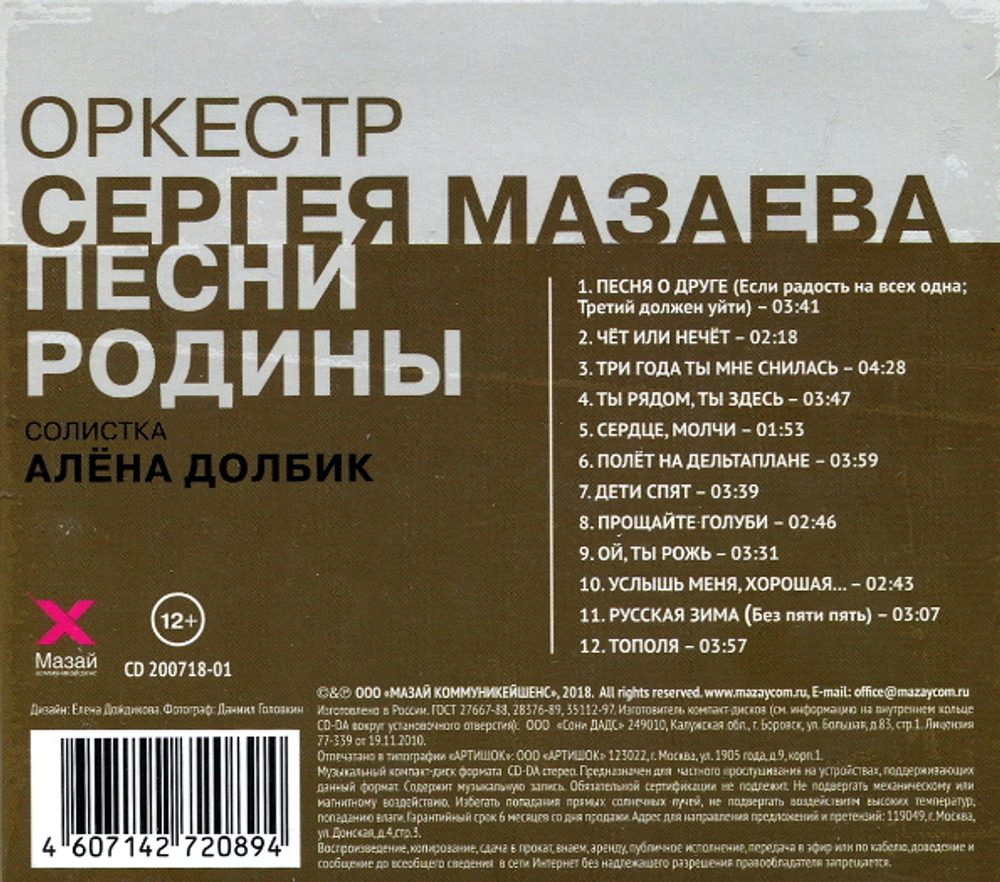 ОРКЕСТР
СЕРГЕЯ МАЗАЕВА
ПЕСНИ
РОДИНЫ
СОЛИСТКА
АЛЁНА ДОЛБИК
1. ПЕСНЯ О ДРУГЕ (Если радость на всех одна;
Третий должен уйти) – 03:41
2. ЧЁТ ИЛИ НЕЧЁТ – 02:18
3. ТРИ ГОДА ТЫ МНЕ СНИЛАСЬ – 04:28
4. ТЫ РЯДОМ, ТЫ ЗДЕСЬ – 03:47
5. СЕРДЦЕ, МОЛЧИ – 01:53
6. ПОЛЁТ НА ДЕЛЬТАПЛАНЕ – 03:59
7. ДЕТИ СПЯТ – 03:39
8. ПРОЩАЙТЕ ГОЛУБИ – 02:46
9. ОЙ, ТЫ РОЖЬ – 03:31
10. УСЛЫШЬ МЕНЯ, ХОРОШАЯ... – 02:43
11. РУССКАЯ ЗИМА (Без пяти пять) – 03:07
12. ТОПОЛЯ – 03:57
Мазай
коммуникейшенс
12+
CD 200718-01
Дизайн: Елена Дождикова. Фотограф: Даниил Головкин
4 607142 720894
©&℗ ООО «МАЗАЙ КОММУНИКЕЙШЕНС», 2018. All rights reserved. www.mazaycom.ru, E-mail: office@mazaycom.ru
Изготовлено в России. ГОСТ 27667-88, 28376-89, 35112-97. Изготовитель компакт-дисков (см. информацию на внутреннем кольце
CD-DA вокруг установочного отверстия). ООО «Сони ДАДС» 249010, Калужская обл., г. Боровск, ул. Большая, д.83, стр.1. Лицензия
77-339 от 19.11.2010.
Отпечатано в типографии «АРТИШОК»: ООО «АРТИШОК» 123022, г. Москва, ул. 1905 года, д.9, корп.1.
Музыкальный компакт-диск формата CD-DA стерео. Предназначен для частного прослушивания на устройствах, поддерживающих
данный формат. Содержит музыкальную запись. Обязательной сертификации не подлежит. Не подвергать механическому или
магнитному воздействию. Избегать попадания прямых солнечных лучей, не подвергать воздействиям высоких температур,
попаданию влаги. Гарантийный срок 6 месяцев со дня продажи. Адрес для направления предложений и претензий: 119049, г. Москва,
ул. Донская, д.4, стр.3.
Воспроизведение, копирование, сдача в прокат, внаем, аренду, публичное исполнение, передача в эфир или по кабелю, доведение и
сообщение до всеобщего сведения в сети Интернет без надлежащего разрешения правообладателя запрещается.